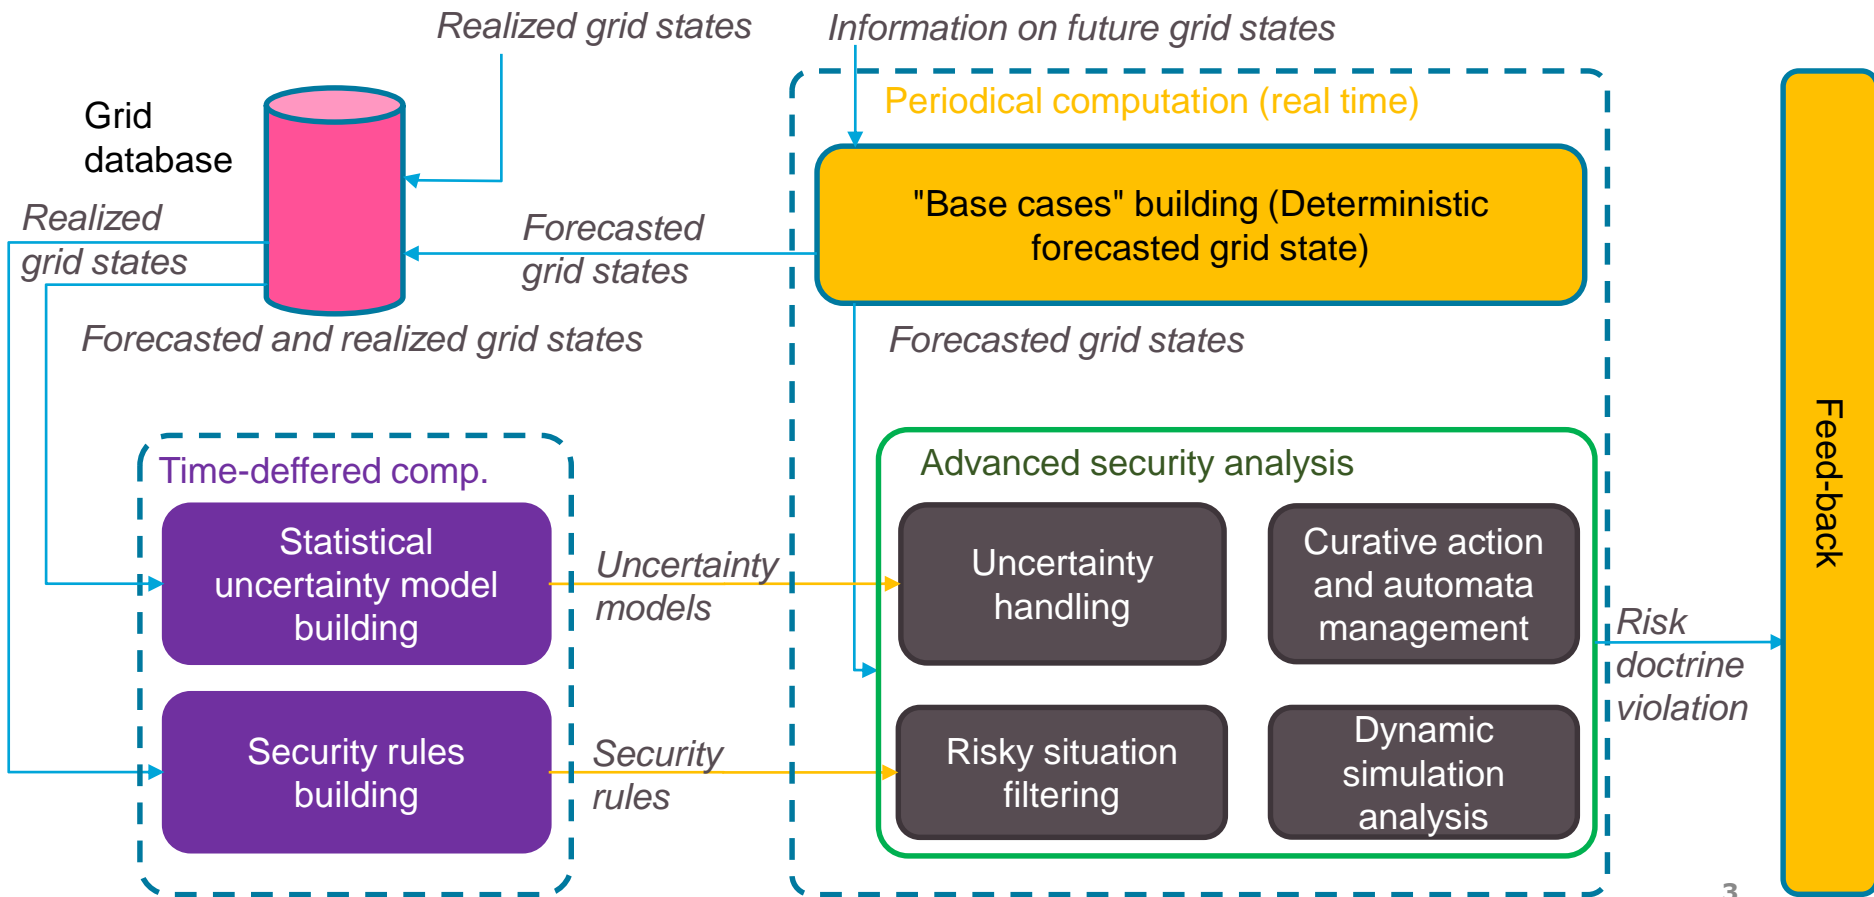 Realized grid states
Information on future grid states
Periodical computation (real time)
Grid
database
"Base cases" building (Deterministic
forecasted grid state)
Realized
grid states
Forecasted
grid states
Forecasted and realized grid states
Forecasted grid states
Feed-back
Time-deffered comp.
Advanced security analysis
Statistical
uncertainty model
building
Uncertainty
models
Uncertainty
handling
Curative action
and automata
management
Risk
doctrine
violation
Security rules
building
Security
rules
Risky situation
filtering
Dynamic
simulation
analysis
3